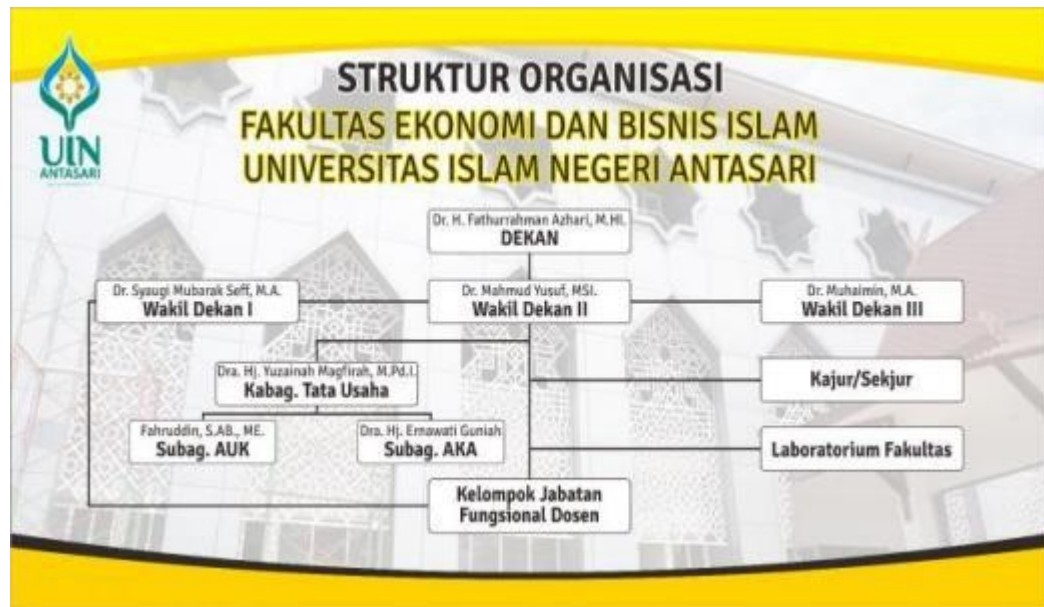 UIN
ANTASARI
STRUKTUR ORGANISASI
FAKULTAS EKONOMI DAN BISNIS ISLAM
UNIVERSITAS ISLAM NEGERI ANTASARI
Dr. H. Fathurrahman Azhari, M.HI.
DEKAN
Dr. Syauqi Mubarak Seff, M.A.
Wakil Dekan I
Dr. Mahmud Yusuf, MSI.
Wakil Dekan II
Dr. Muhaimin, M.A.
Wakil Dekan III
Dra. Hj. Yuzainah Magfirah, M.Pd.I.
Kabag. Tata Usaha
Kajur/Sekjur
Fahruddin, S.AB., ME.
Subag. AUK
Dra. Hj. Ernawati Guniah
Subag. AKA
Laboratorium Fakultas
Kelompok Jabatan
Fungsional Dosen